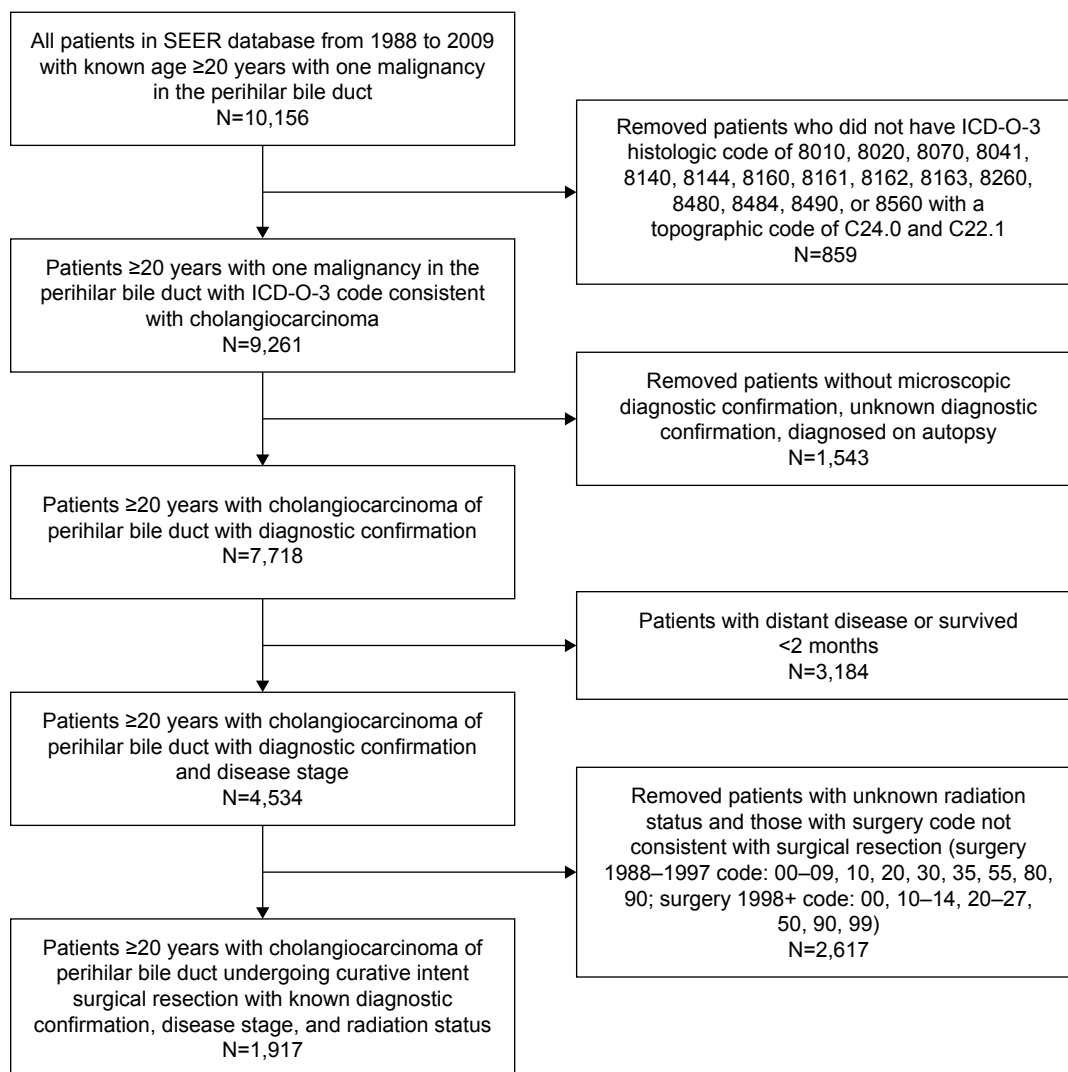 All patients in SEER database from 1988 to 2009
with known age ≥20 years with one malignancy
in the perihilar bile duct
N=10,156
Removed patients who did not have ICD-O-3
histologic code of 8010, 8020, 8070, 8041,
8140, 8144, 8160, 8161, 8162, 8163, 8260,
8480, 8484, 8490, or 8560 with a
topographic code of C24.0 and C22.1
N=859
Patients ≥20 years with one malignancy in the
perihilar bile duct with ICD-O-3 code consistent
with cholangiocarcinoma
N=9,261
Removed patients without microscopic
diagnostic confirmation, unknown diagnostic
confirmation, diagnosed on autopsy
N=1,543
Patients ≥20 years with cholangiocarcinoma of
perihilar bile duct with diagnostic confirmation
N=7,718
Patients with distant disease or survived
<2 months
N=3,184
Patients ≥20 years with cholangiocarcinoma of
perihilar bile duct with diagnostic confirmation
and disease stage
N=4,534
Removed patients with unknown radiation
status and those with surgery code not
consistent with surgical resection (surgery
1988–1997 code: 00–09, 10, 20, 30, 35, 55, 80,
90; surgery 1998+ code: 00, 10–14, 20–27,
50, 90, 99)
N=2,617
Patients ≥20 years with cholangiocarcinoma of
perihilar bile duct undergoing curative intent
surgical resection with known diagnostic
confirmation, disease stage, and radiation status
N=1,917